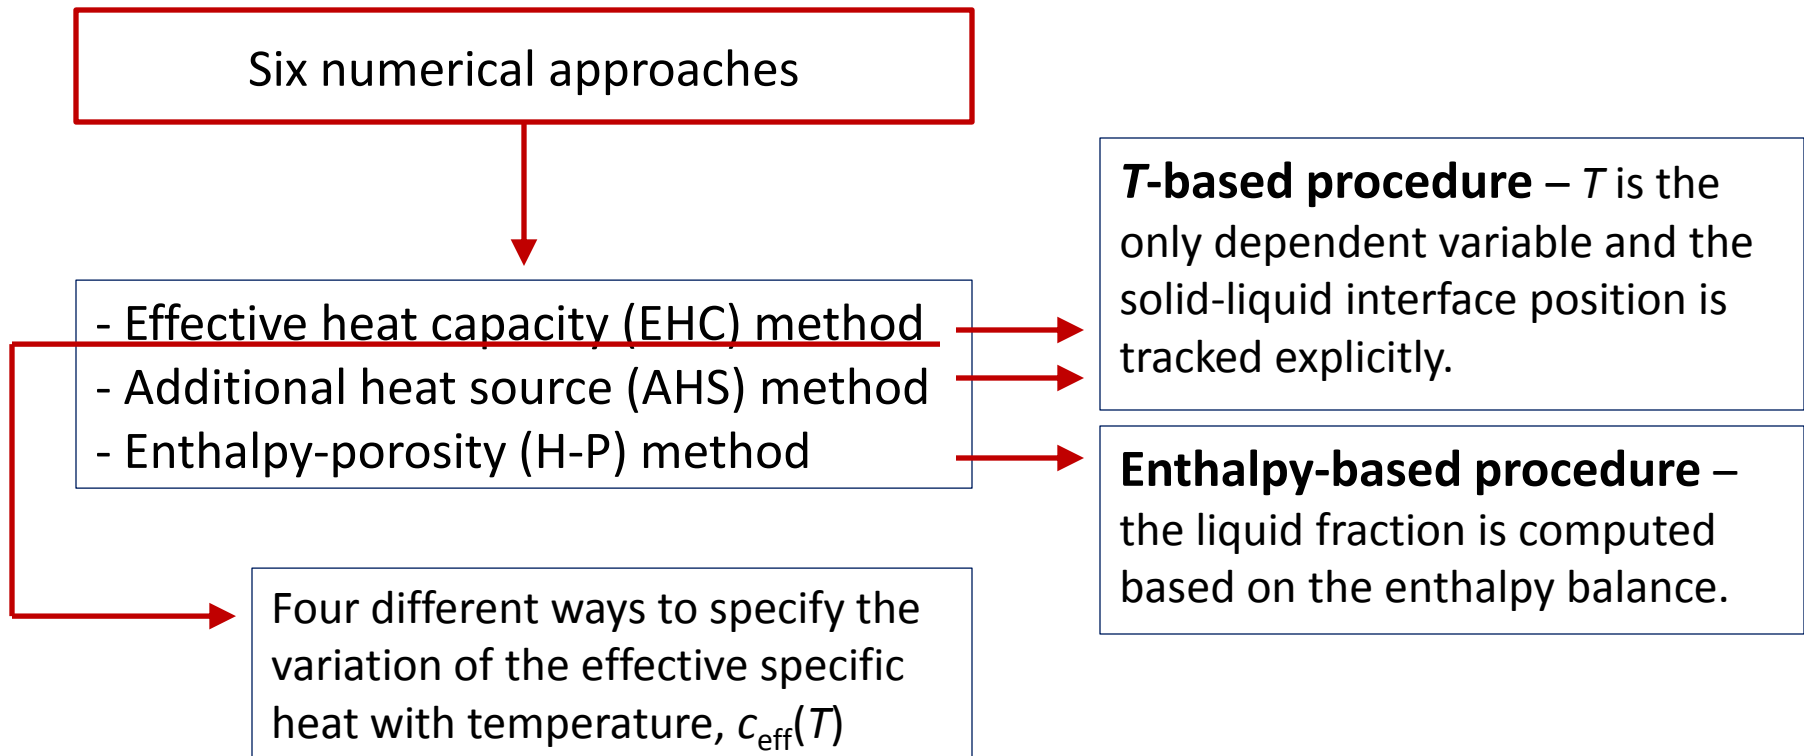 Six numerical approaches
- Effective heat capacity (EHC) method
- Additional heat source (AHS) method
- Enthalpy-porosity (H-P) method
T-based procedure – T is the
only dependent variable and the
solid-liquid interface position is
tracked explicitly.
Enthalpy-based procedure –
the liquid fraction is computed
based on the enthalpy balance.
Four different ways to specify the
variation of the effective specific
heat with temperature, ceff(T)